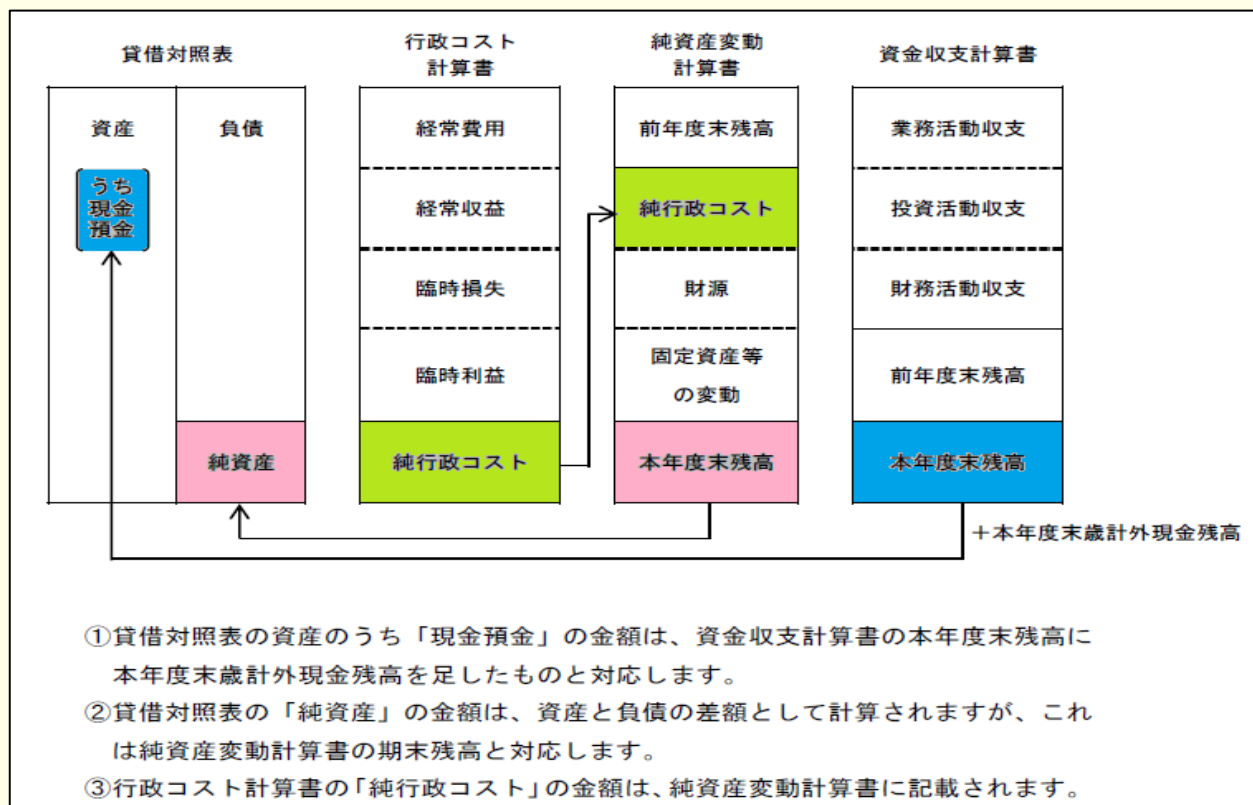 貸借対照表
行政コスト
計算書
純資産変動
計算書
資金収支計算書
資産
負債
うち
現金
預金
純資産
経常費用
経常収益
臨時損失
臨時利益
純行政コスト
前年度末残高
純行政コスト
財源
固定資産等
の変動
本年度末残高
業務活動収支
投資活動収支
財務活動収支
前年度末残高
本年度末残高
＋本年度末歳計外現金残高
①貸借対照表の資産のうち「現金預金」の金額は、資金収支計算書の本年度末残高に
本年度末歳計外現金残高を足したものと対応します。
②貸借対照表の「純資産」の金額は、資産と負債の差額として計算されますが、これ
は純資産変動計算書の期末残高と対応します。
③行政コスト計算書の「純行政コスト」の金額は、純資産変動計算書に記載されます。